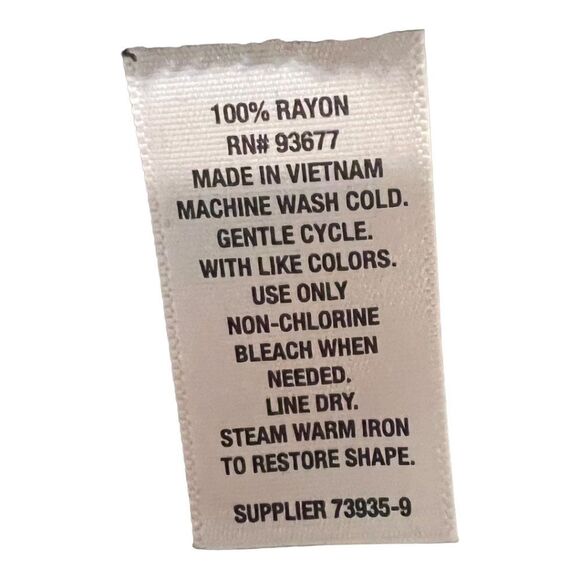 100% RAYON
RN# 93677
MADE IN VIETNAM
MACHINE WASH COLD.
GENTLE CYCLE.
WITH LIKE COLORS.
USE ONLY
NON-CHLORINE
BLEACH WHEN
NEEDED.
LINE DRY.
STEAM WARM IRON
TO RESTORE SHAPE.
SUPPLIER 73935-9